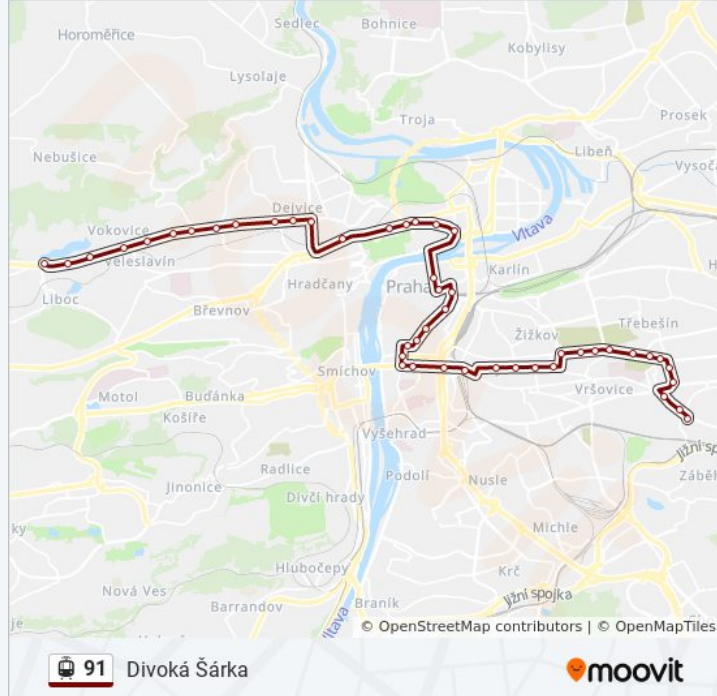 Sedlec
Bohnice
Horoměřice
Kobylisy
Lysolaje
Troja
Prosek
Nebušice
Libeň
Vysoča
Dejvice
Vokovice
Vltava
Veleslavín
Karlín
Liboc
Hradčany
Praha
Břevnov
Žižkov
Třebešín
H
Smíchov
Motol
Buďánka
Vršovice
Košíře
Vyšehrad
Jižní sp
Radlice
Podolí
Nusle
Záběh
Jinonice
Dívčí hrady
ky
Michle
Hlubočepy
Krč
Jižní spojka
Nová Ves
Barrandov
Braník
je
Vltava
© OpenStreetMap contributors | © OpenMapTiles
91 Divoká Šárka
moovit